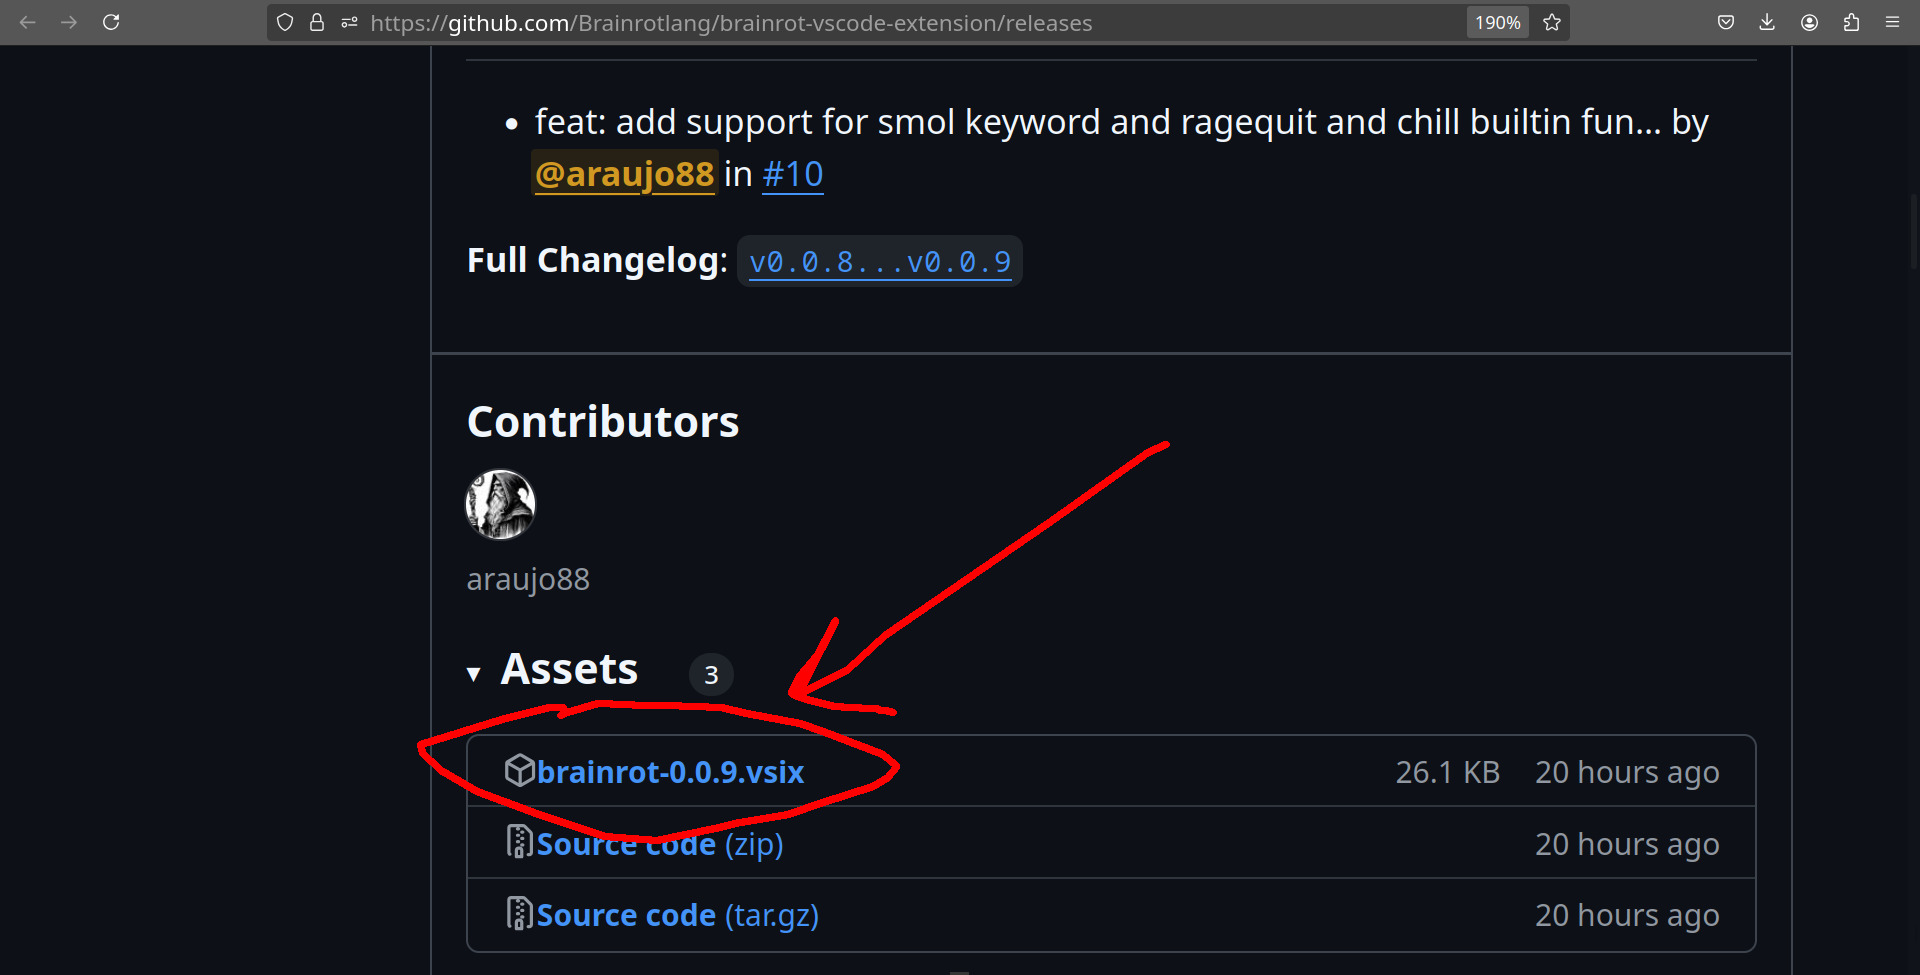 https://github.com/Brainrotlang/brainrot-vscode-extension/releases
190%
feat: add support for smol keyword and ragequit and chill builtin fun... by
@araujo88 in #10
Full Changelog: v0.0.8...v0.0.9
Contributors
araujo88
Assets 3
brainrot-0.0.9.vsix 26.1 KB 20 hours ago
Source code (zip) 20 hours ago
Source code (tar.gz) 20 hours ago